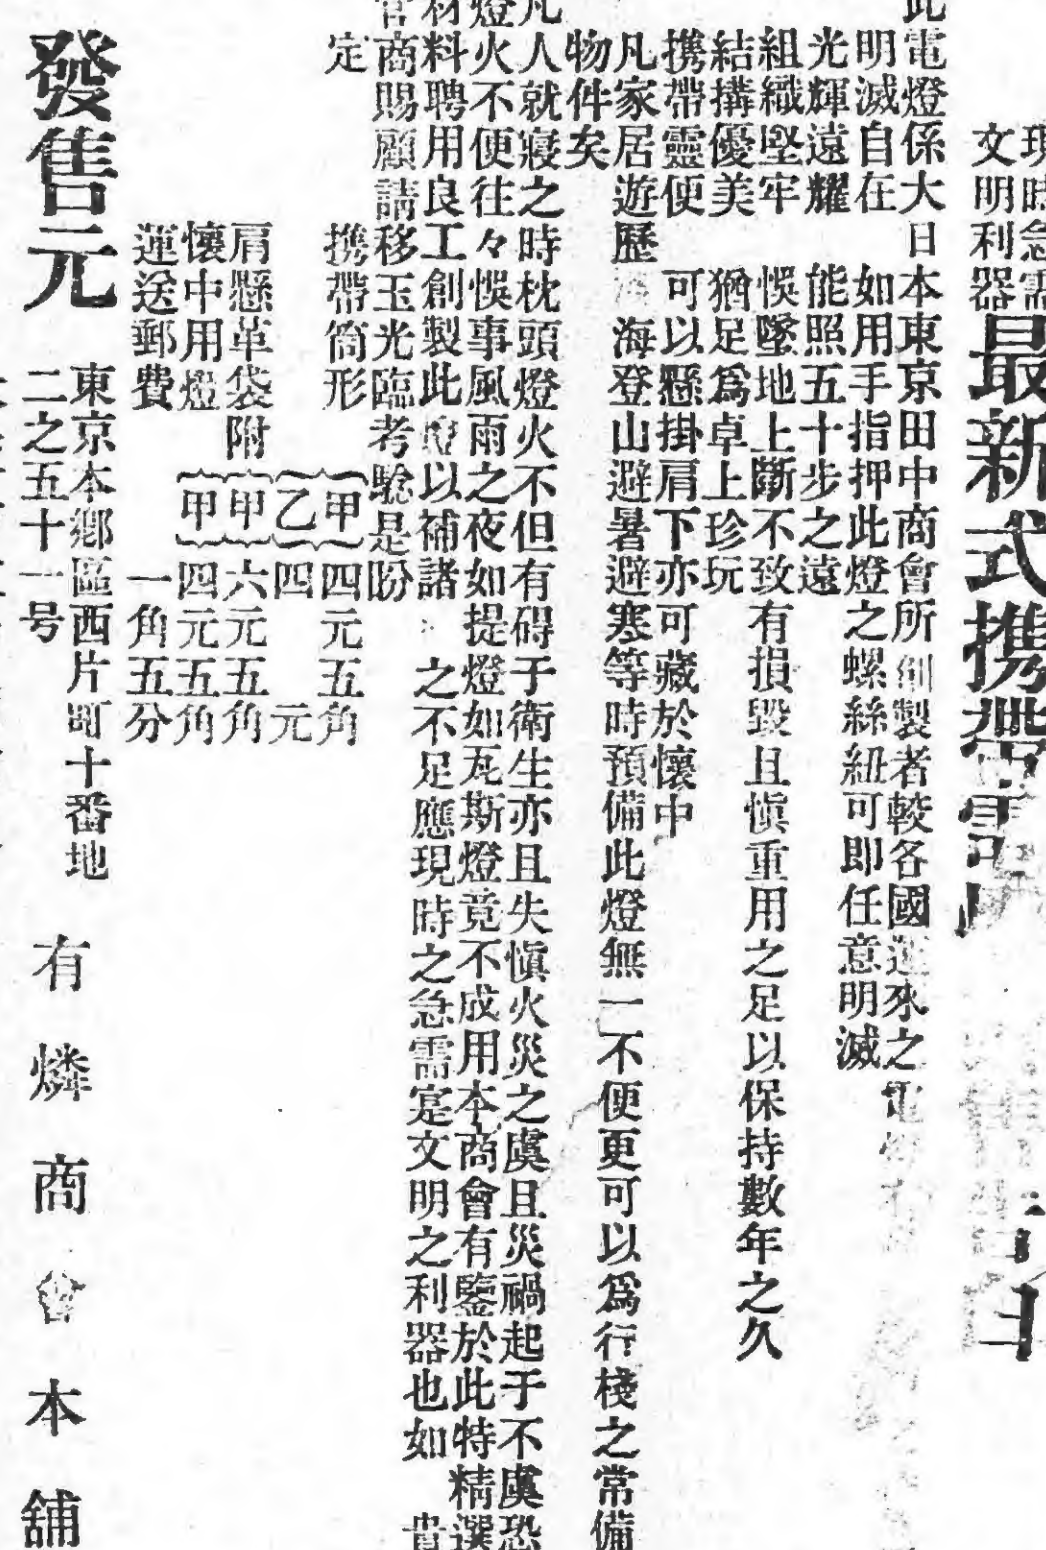 現時急需
文明利器
最新式携帶電
此電燈係大日本東京田中商會所創製者較各國運來之電
明滅自在 如用手指押此燈之螺絲紐可即任意明滅
光輝遠耀 能照五十步之遠
組織堅牢 悞墜地上斷不致有損毀且愼重用之足以保持數年之久
結搆優美 猶足爲卓上珍玩
携帶靈便 可以懸掛肩下亦可藏於懷中
凡家居遊歷 海登山避暑避寒等時預備此燈無一不便更可以爲行棧之常備
物件矣
凡人就寢之時枕頭燈火不但有碍于衛生亦且失愼火災之虞且災禍起于不虞恐
燈火不便往々悞事風雨之夜如提燈如瓦斯燈竟不成用本商會有鑒於此特精選
材料聘用良工創製此燈以補諸 之不足應現時之急需寔文明之利器也如 貴
官商賜顧請移玉光臨考驗是盼
定
携帶筒形 甲 四元五角
乙 四元
肩懸革袋附 甲 六元五角
懷中用燈 甲 四元五角
運送郵費 一角五分
發售元
東京本鄉區西片町十番地
二之五十一号
有燐商會本舖